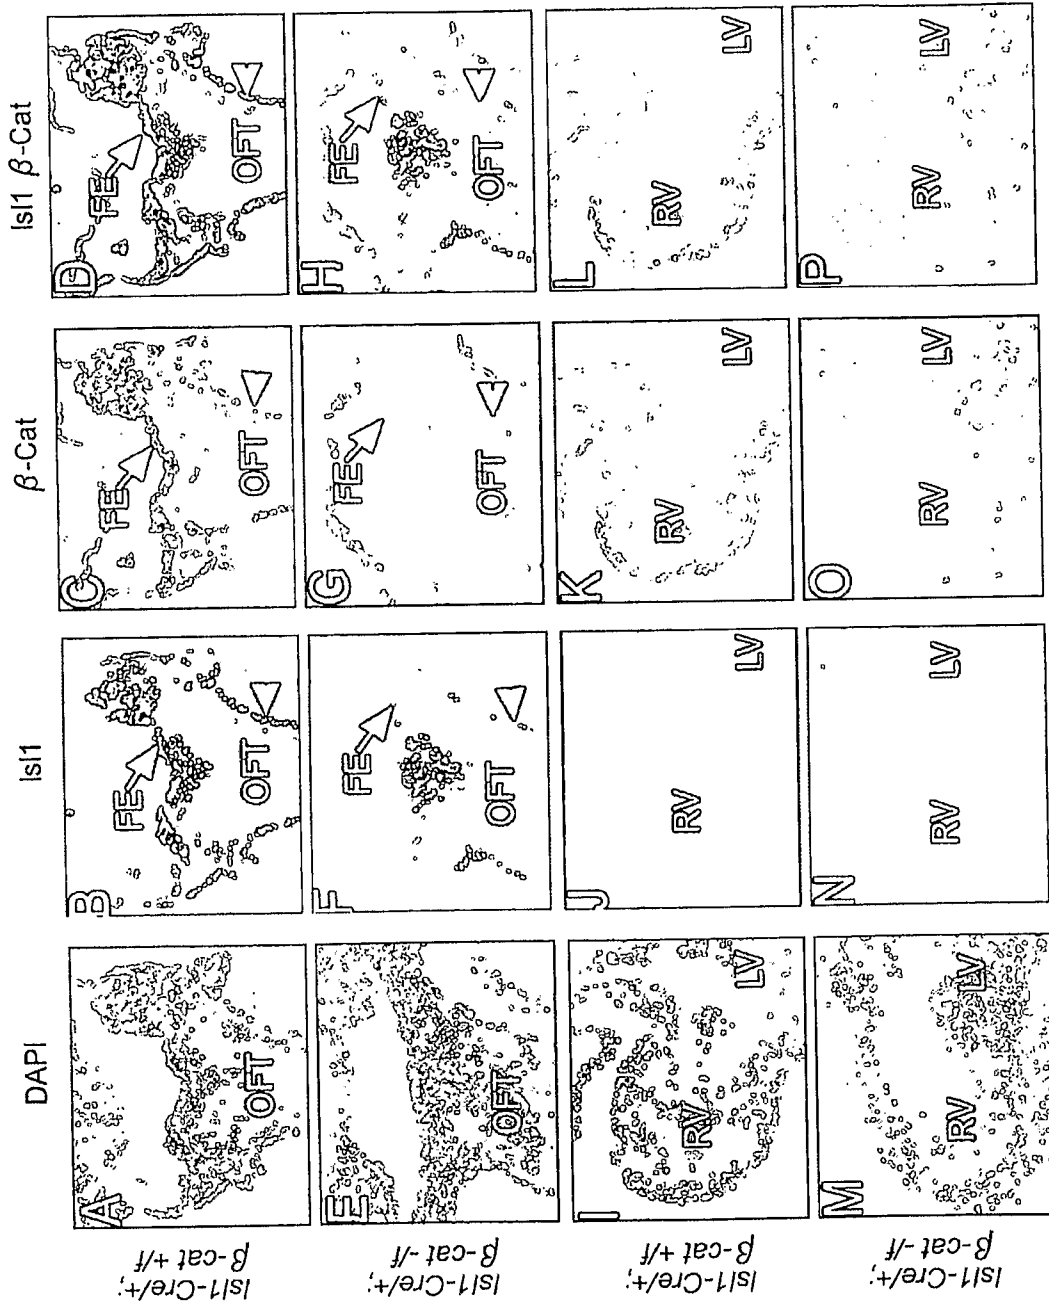 DAPI
Isl1
β-Cat
Isl1 β-Cat
Isl1-Cre/+;
β-cat +/f
A
OFT
B
FE
OFT
C
FE
OFT
D
FE
OFT
Isl1-Cre/+;
β-cat -/f
E
OFT
F
FE
OFT
G
FE
OFT
H
FE
OFT
Isl1-Cre/+;
β-cat +/f
I
RV
LV
J
RV
LV
K
RV
LV
L
RV
LV
Isl1-Cre/+;
β-cat -/f
M
RV
LV
N
RV
LV
O
RV
LV
P
RV
LV